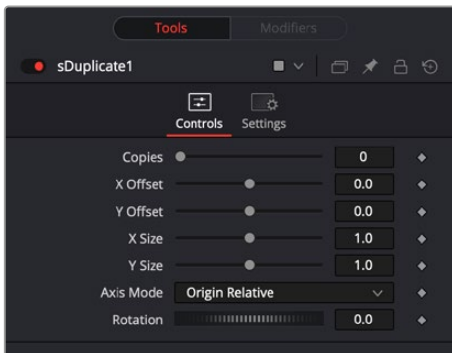 Tools Modifiers
sDuplicate1
Controls Settings
Copies 0
X Offset 0.0
Y Offset 0.0
X Size 1.0
Y Size 1.0
Axis Mode Origin Relative
Rotation 0.0